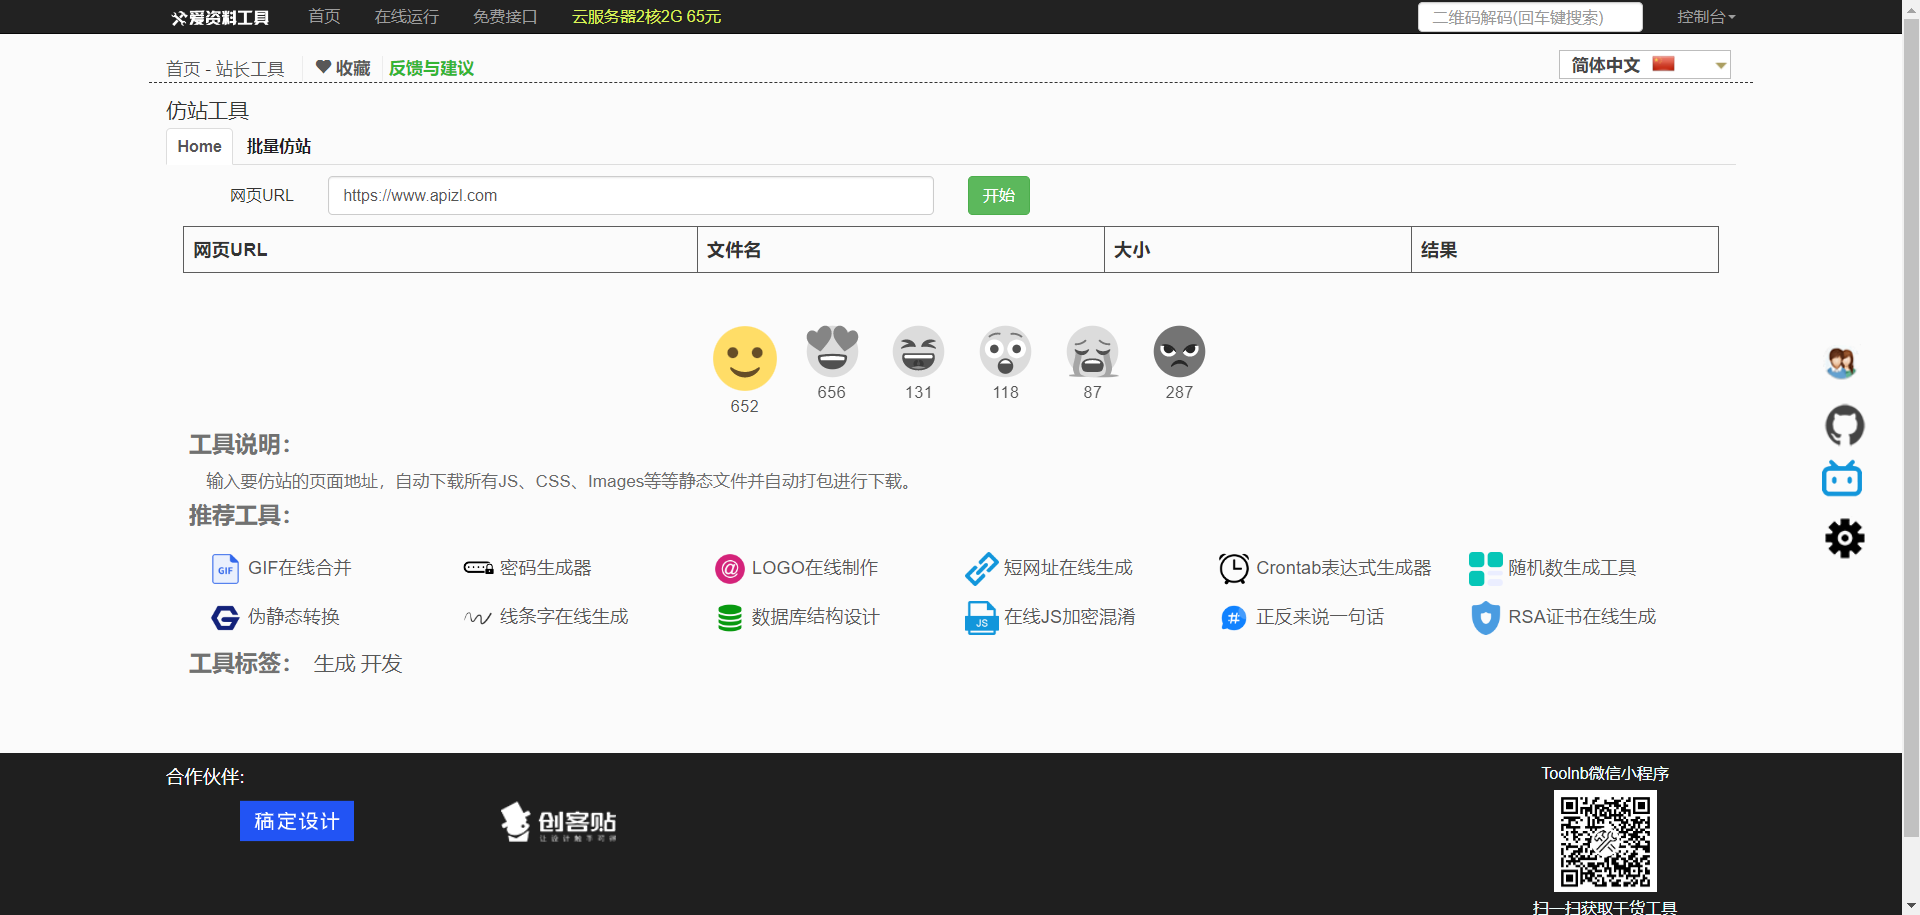 爱资料工具 首页 在线运行 免费接口 云服务器2核2G 65元 二维码解码(回车键搜索) 控制台
首页 - 站长工具 收藏 反馈与建议 简体中文
仿站工具
Home 批量仿站
网页URL https://www.apizl.com 开始
网页URL 文件名 大小 结果
652 656 131 118 87 287
工具说明：
输入要仿站的页面地址，自动下载所有JS、CSS、Images等等静态文件并自动打包进行下载。
推荐工具：
GIF GIF在线合并 密码生成器 @ LOGO在线制作 短网址在线生成 Crontab表达式生成器 随机数生成工具
伪静态转换 线条字在线生成 数据库结构设计 JS 在线JS加密混淆 # 正反来说一句话 RSA证书在线生成
工具标签： 生成 开发
合作伙伴:
稿定设计 创客贴
让设计触手可得
Toolnb微信小程序
扫一扫获取干货工具